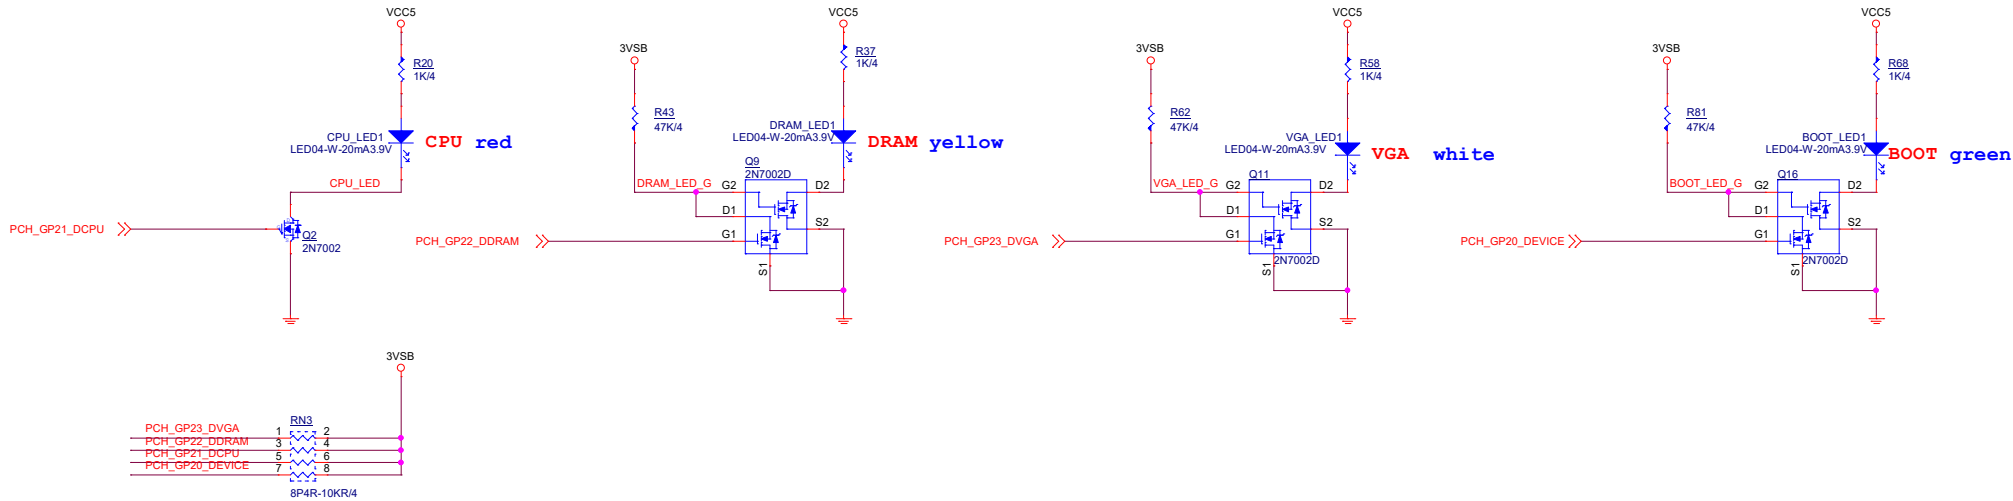 VCC5
R20
1K/4
CPU_LED1
LED04-W-20mA3.9V
CPU red
CPU_LED
PCH_GP21_DCPU
Q2
2N7002
3VSB
R43
47K/4
VCC5
R37
1K/4
DRAM_LED1
LED04-W-20mA3.9V
DRAM yellow
Q9
2N7002D
DRAM_LED_G
G2
D2
D1
S2
PCH_GP22_DDRAM
G1
S1
3VSB
R62
47K/4
VCC5
R58
1K/4
VGA_LED1
LED04-W-20mA3.9V
VGA white
Q11
VGA_LED_G
G2
D2
D1
S2
PCH_GP23_DVGA
G1
S1
2N7002D
3VSB
R81
47K/4
VCC5
R68
1K/4
BOOT_LED1
LED04-W-20mA3.9V
BOOT green
Q16
BOOT_LED_G
G2
D2
D1
S2
PCH_GP20_DEVICE
G1
S1
2N7002D
3VSB
RN3
PCH_GP23_DVGA 1 2
PCH_GP22_DDRAM 3 4
PCH_GP21_DCPU 5 6
PCH_GP20_DEVICE 7 8
8P4R-10KR/4